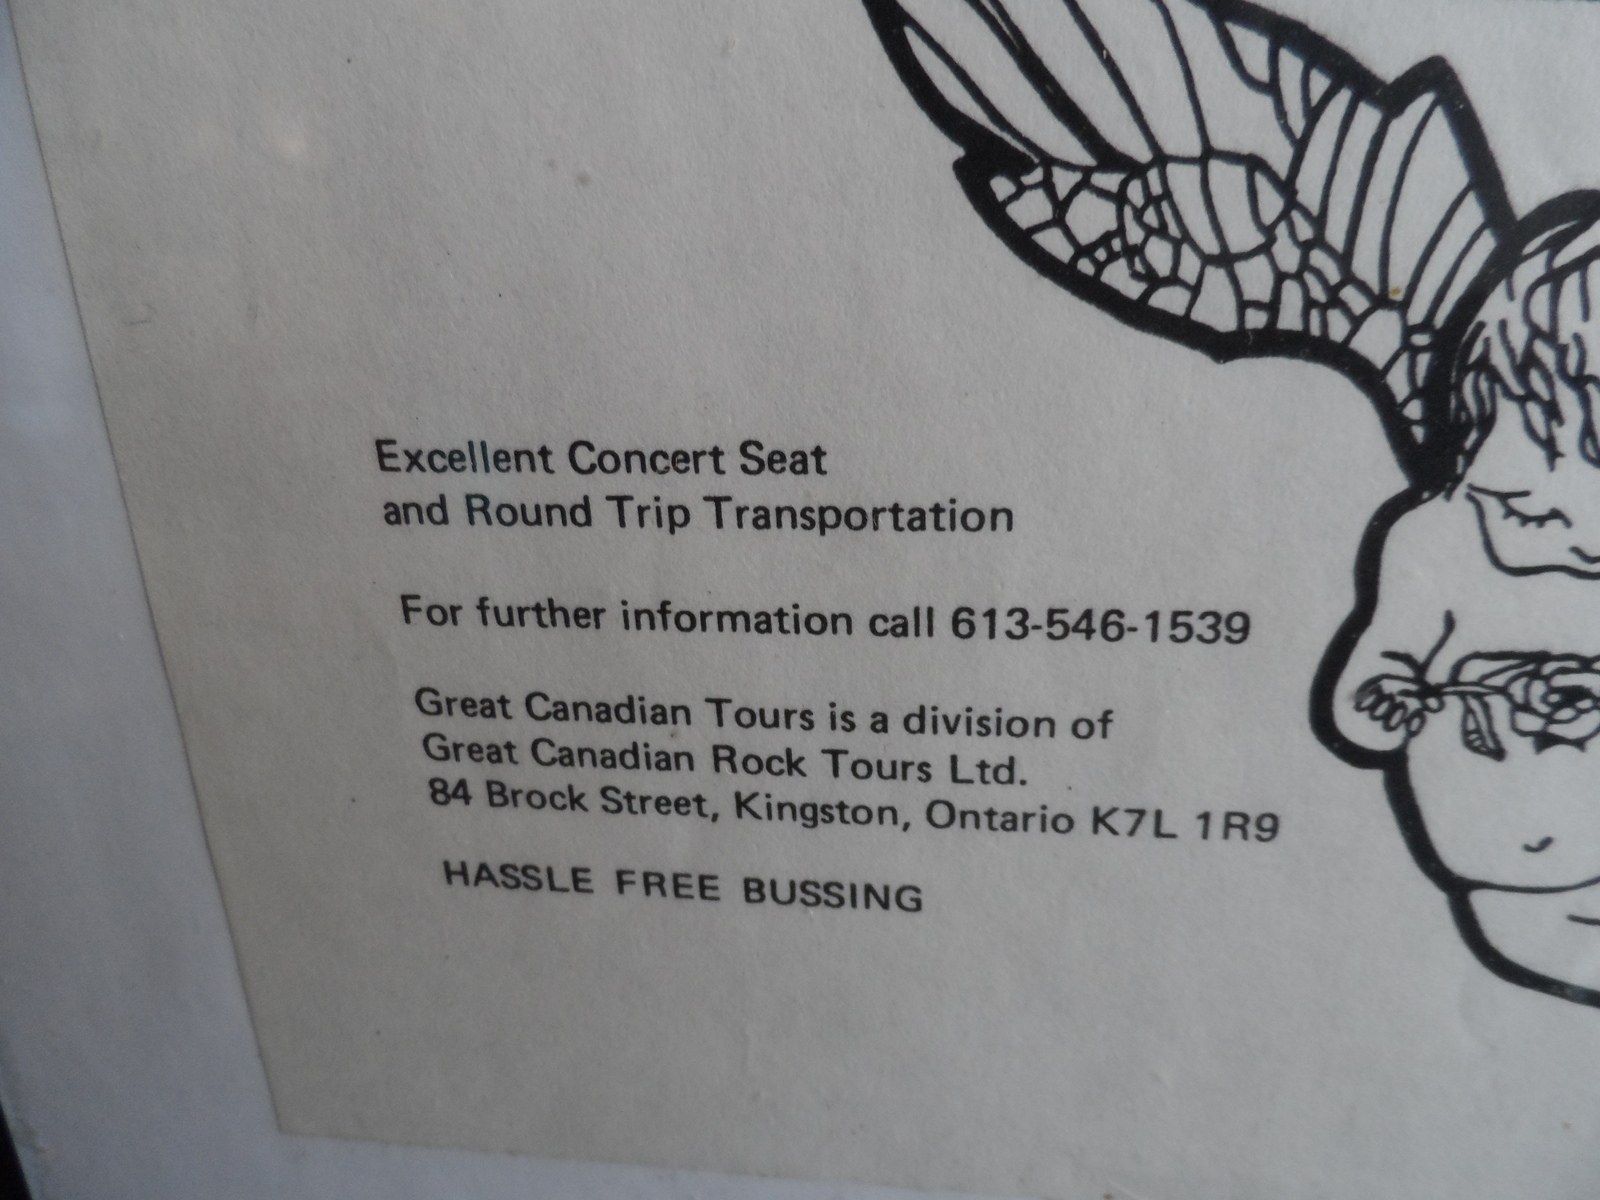 Excellent Concert Seat
and Round Trip Transportation
For further information call 613-546-1539
Great Canadian Tours is a division of
Great Canadian Rock Tours Ltd.
84 Brock Street, Kingston, Ontario K7L 1R9
HASSLE FREE BUSSING